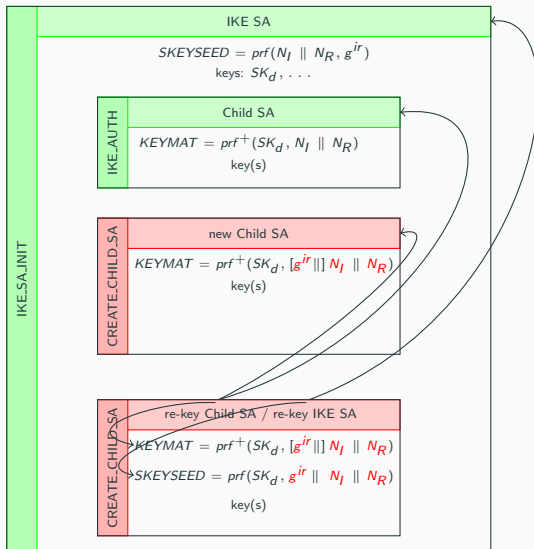 IKE SA
SKEYSEED = prf(N_I ∥ N_R, g^ir)
keys: SK_d, . . .
IKE_SA_INIT
Child SA
IKE_AUTH
KEYMAT = prf^+(SK_d, N_I ∥ N_R)
key(s)
new Child SA
CREATE_CHILD_SA
KEYMAT = prf^+(SK_d, [g^ir∥] N_I ∥ N_R)
key(s)
re-key Child SA / re-key IKE SA
CREATE_CHILD_SA
KEYMAT = prf^+(SK_d, [g^ir∥] N_I ∥ N_R)
SKEYSEED = prf(SK_d, g^ir ∥ N_I ∥ N_R)
key(s)